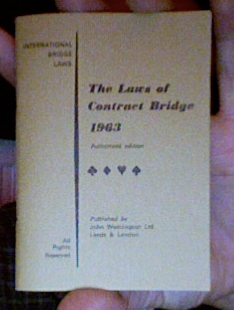 INTERNATIONAL
BRIDGE
LAWS
The Laws of
Contract Bridge
1963
Authorised edition
Published by
John Waddington Ltd
Leeds & London
All
Rights
Reserved